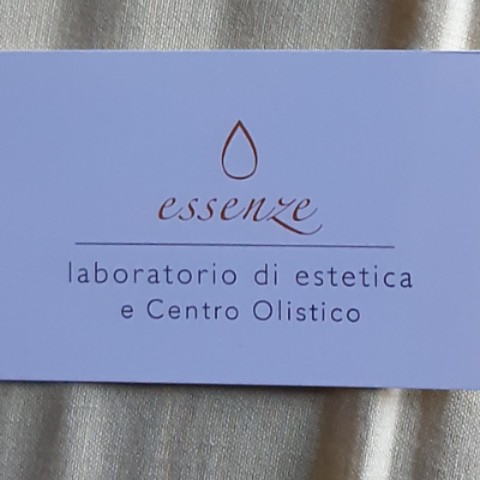 essenze
laboratorio di estetica
e Centro Olistico